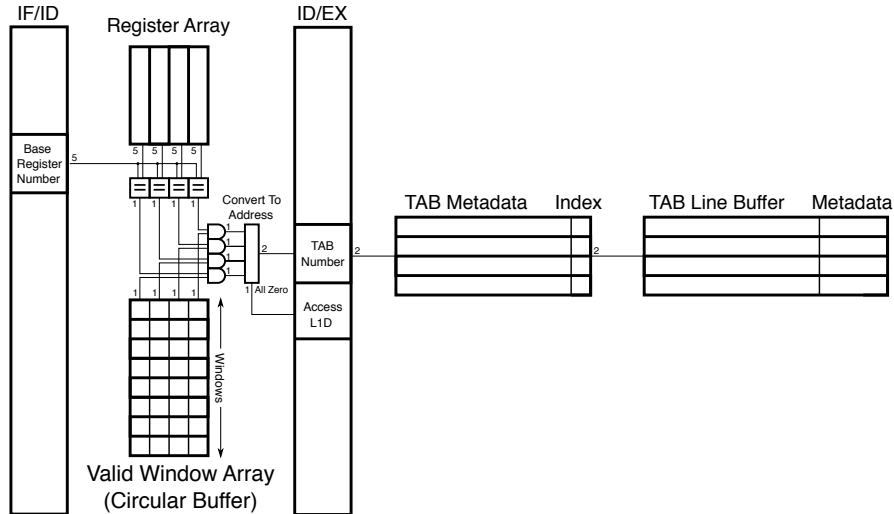 IF/ID
Register Array
ID/EX
Base
Register
Number
5
5 5 5 5
= = = =
1 1 1 1
Convert To
Address
1
1
1
1
2
TAB
Number
2
1 All Zero
Access
L1D
TAB Metadata Index
2
TAB Line Buffer Metadata
1 1 1 1
Windows
Valid Window Array
(Circular Buffer)